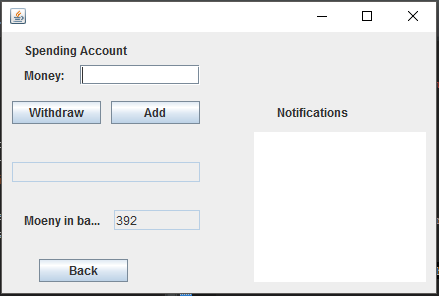 Spending Account
Money:
Withdraw
Add
Notifications
Moeny in ba...
392
Back